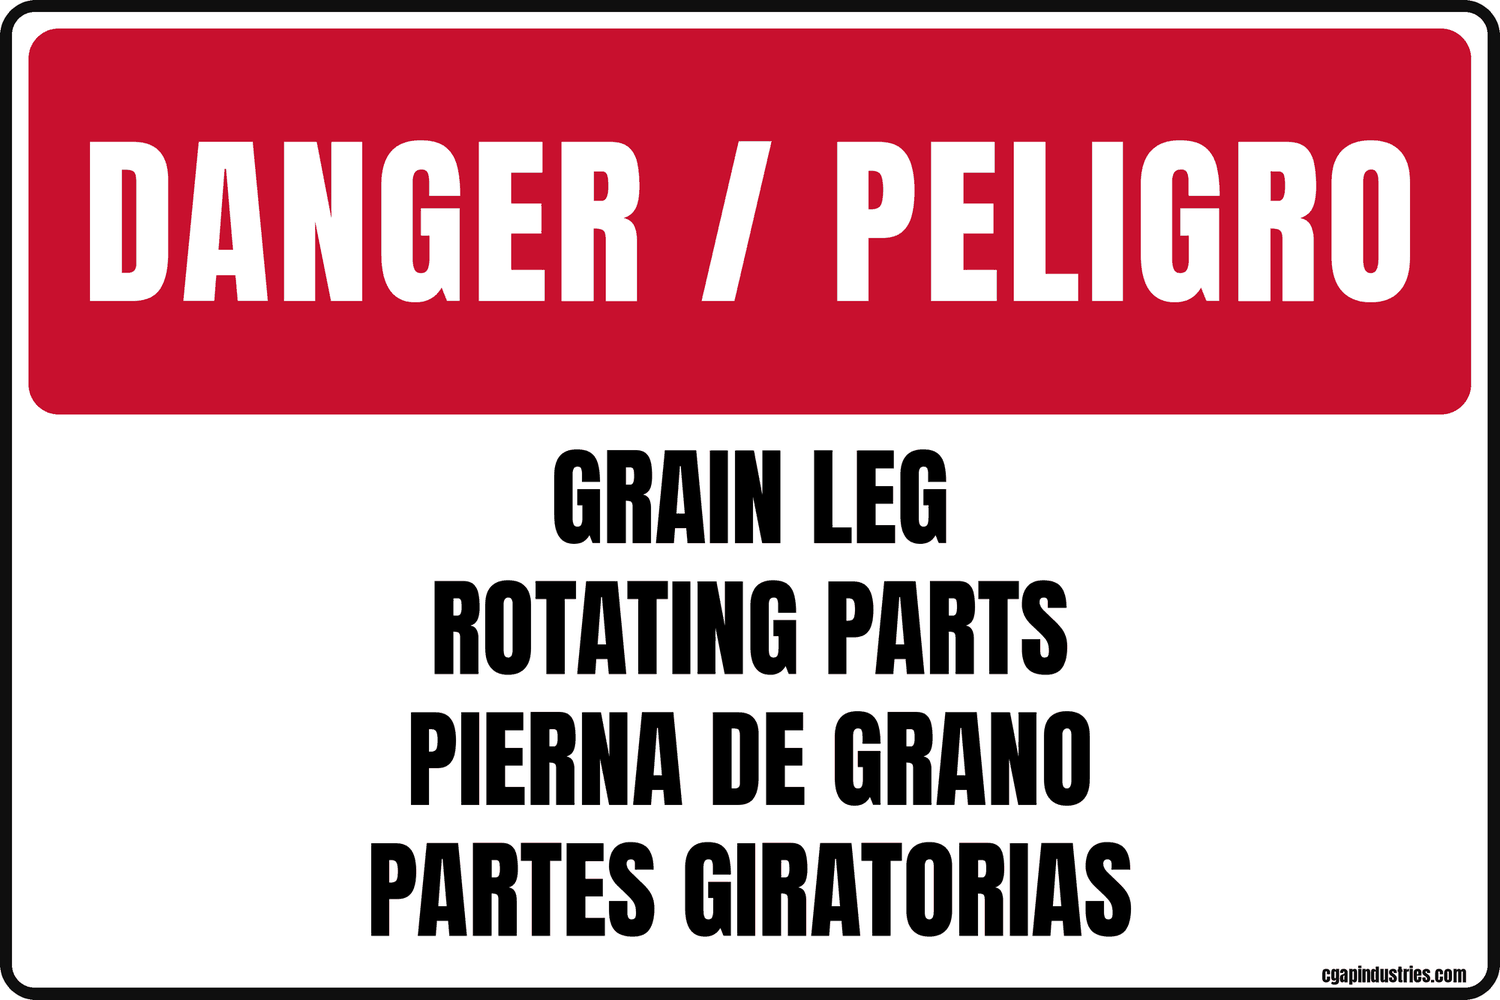 DANGER / PELIGRO
GRAIN LEG
ROTATING PARTS
PIERNA DE GRANO
PARTES GIRATORIAS
cgapindustries.com